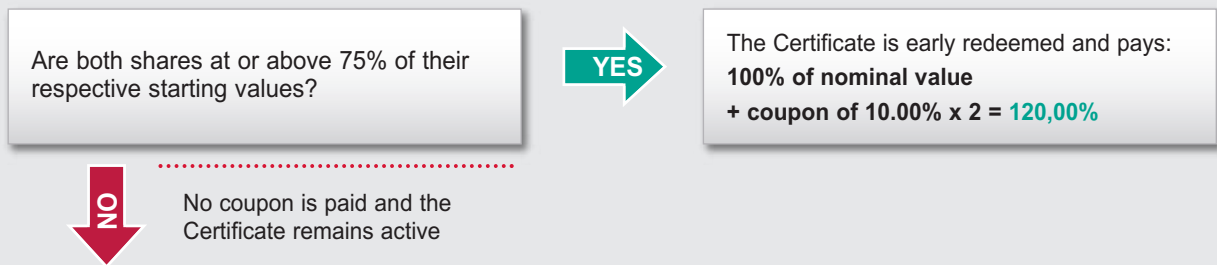 Are both shares at or above 75% of their
respective starting values?
YES
The Certificate is early redeemed and pays:
100% of nominal value
+ coupon of 10.00% x 2 = 120,00%
NO
No coupon is paid and the
Certificate remains active